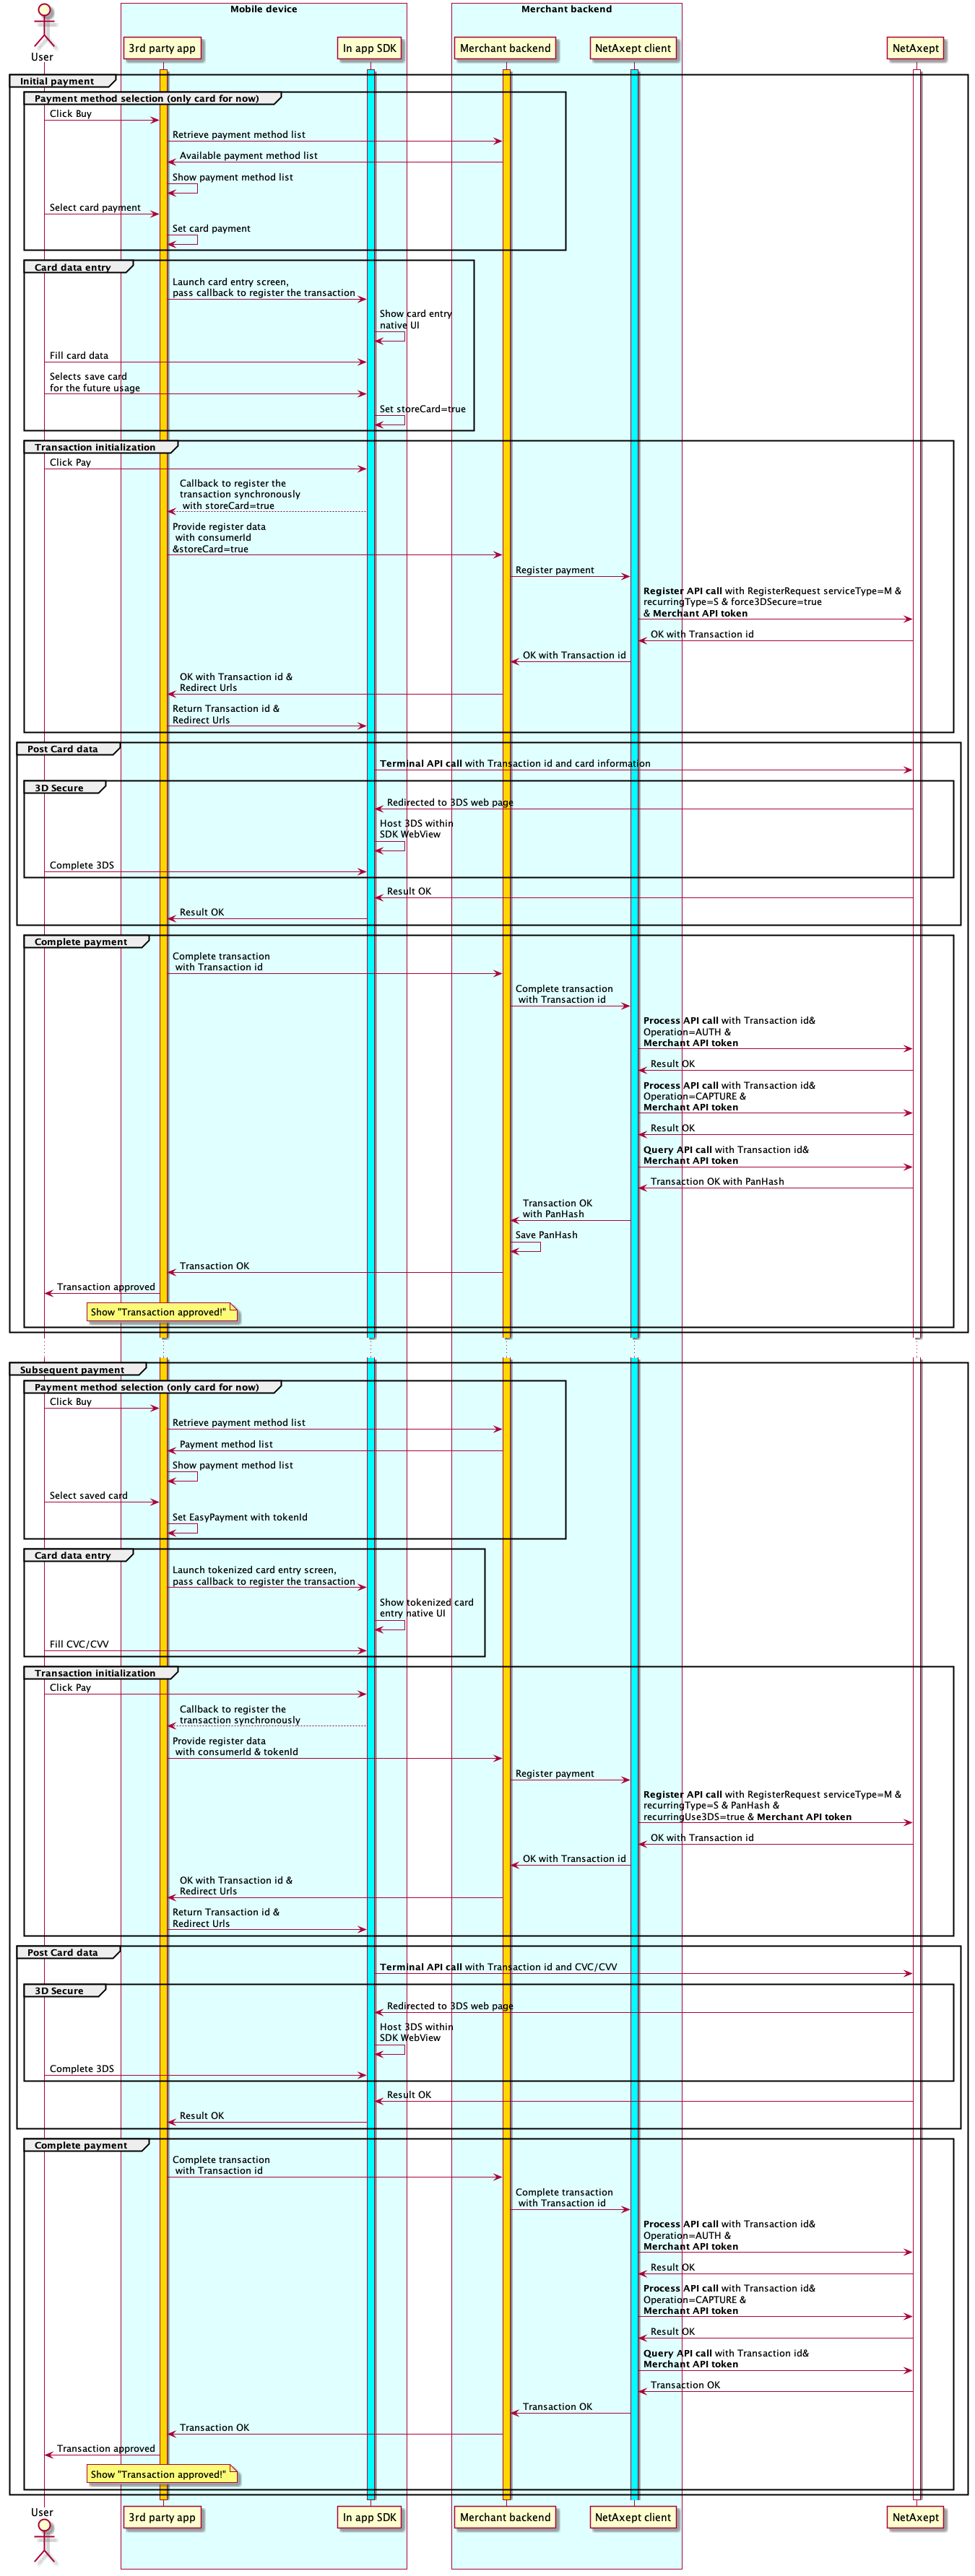 Mobile device
Merchant backend
User
3rd party app
In app SDK
Merchant backend
NetAxept client
NetAxept
Initial payment
Payment method selection (only card for now)
Click Buy
Retrieve payment method list
Available payment method list
Show payment method list
Select card payment
Set card payment
Card data entry
Launch card entry screen,
pass callback to register the transaction
Show card entry
native UI
Fill card data
Selects save card
for the future usage
Set storeCard=true
Transaction initialization
Click Pay
Callback to register the
transaction synchronously
with storeCard=true
Provide register data
with consumerId
&storeCard=true
Register payment
Register API call with RegisterRequest serviceType=M &
recurringType=S & force3DSecure=true
& Merchant API token
OK with Transaction id
OK with Transaction id
OK with Transaction id &
Redirect Urls
Return Transaction id &
Redirect Urls
Post Card data
Terminal API call with Transaction id and card information
3D Secure
Redirected to 3DS web page
Host 3DS within
SDK WebView
Complete 3DS
Result OK
Result OK
Complete payment
Complete transaction
with Transaction id
Complete transaction
with Transaction id
Process API call with Transaction id&
Operation=AUTH &
Merchant API token
Result OK
Process API call with Transaction id&
Operation=CAPTURE &
Merchant API token
Result OK
Query API call with Transaction id&
Merchant API token
Transaction OK with PanHash
Transaction OK
with PanHash
Save PanHash
Transaction OK
Transaction approved
Show "Transaction approved!"
Subsequent payment
Payment method selection (only card for now)
Click Buy
Retrieve payment method list
Payment method list
Show payment method list
Select saved card
Set EasyPayment with tokenId
Card data entry
Launch tokenized card entry screen,
pass callback to register the transaction
Show tokenized card
entry native UI
Fill CVC/CVV
Transaction initialization
Click Pay
Callback to register the
transaction synchronously
Provide register data
with consumerId & tokenId
Register payment
Register API call with RegisterRequest serviceType=M &
recurringType=S & PanHash &
recurringUse3DS=true & Merchant API token
OK with Transaction id
OK with Transaction id
OK with Transaction id &
Redirect Urls
Return Transaction id &
Redirect Urls
Post Card data
Terminal API call with Transaction id and CVC/CVV
3D Secure
Redirected to 3DS web page
Host 3DS within
SDK WebView
Complete 3DS
Result OK
Result OK
Complete payment
Complete transaction
with Transaction id
Complete transaction
with Transaction id
Process API call with Transaction id&
Operation=AUTH &
Merchant API token
Result OK
Process API call with Transaction id&
Operation=CAPTURE &
Merchant API token
Result OK
Query API call with Transaction id&
Merchant API token
Transaction OK
Transaction OK
Transaction OK
Transaction approved
Show "Transaction approved!"
User
3rd party app
In app SDK
Merchant backend
NetAxept client
NetAxept